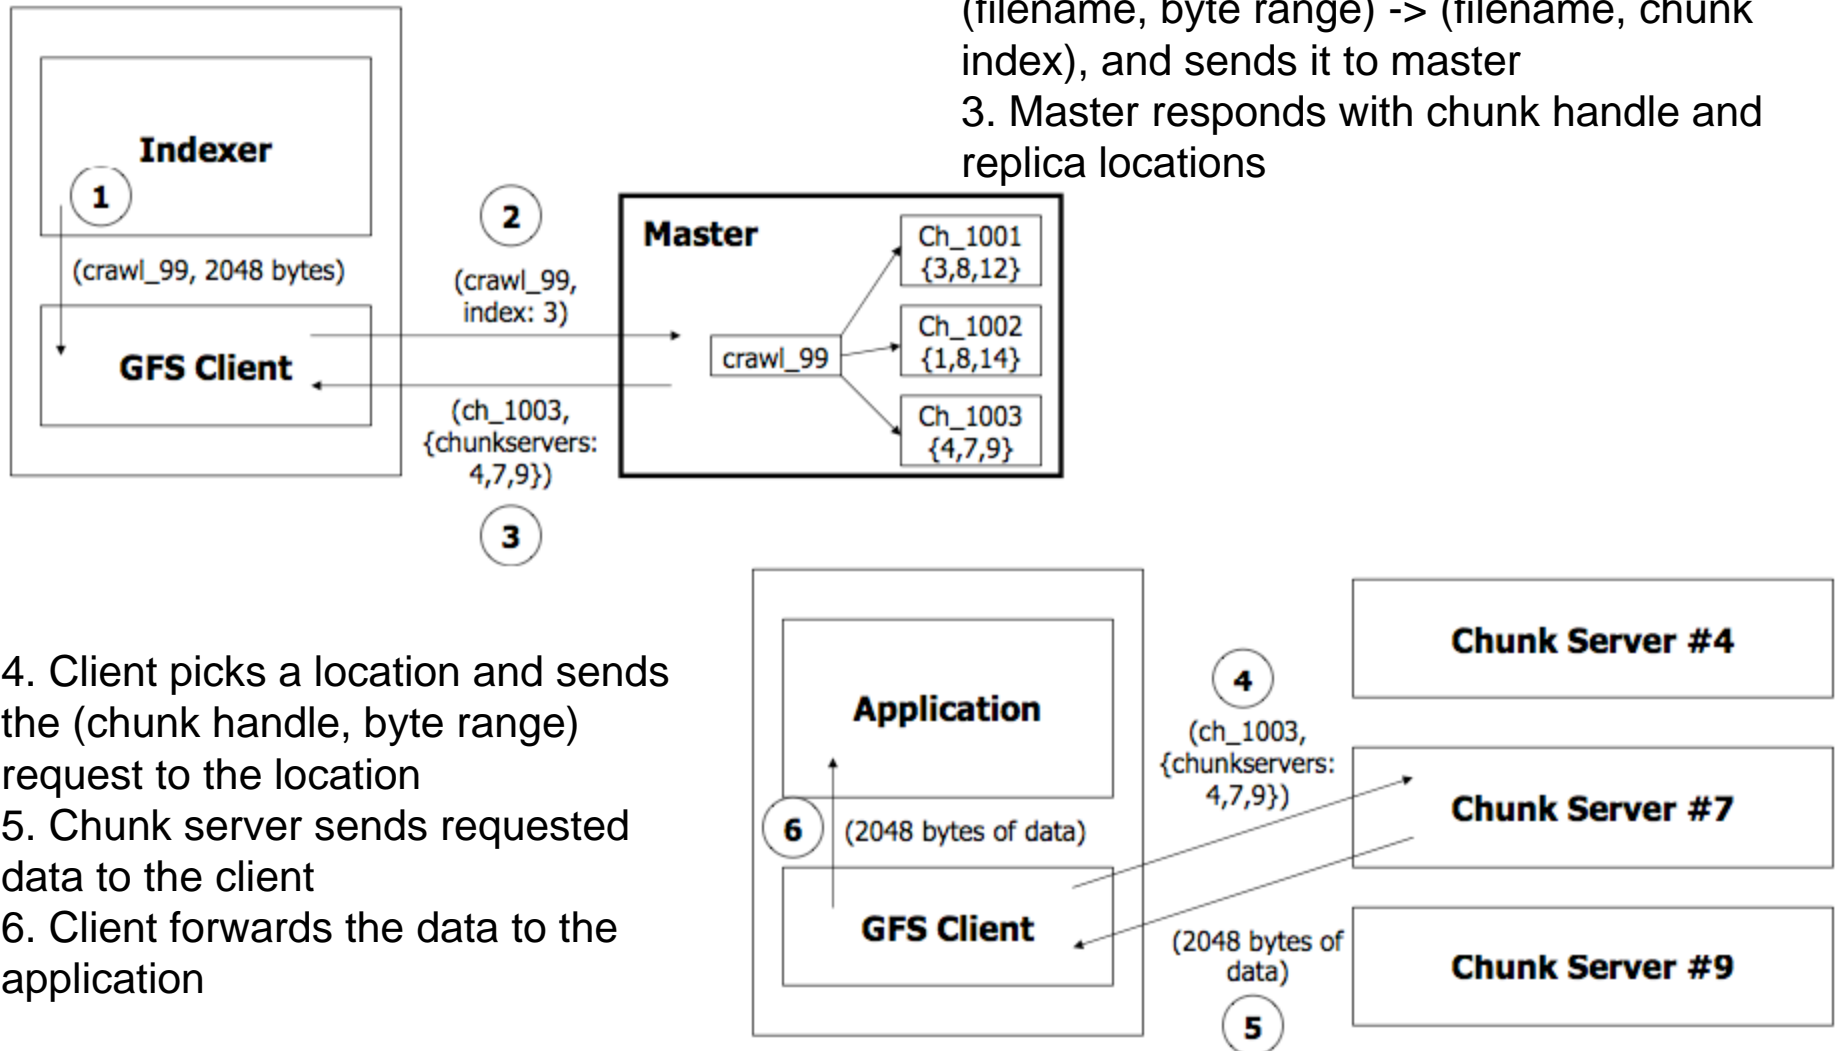 (filename, byte range) -> (filename, chunk
index), and sends it to master
3. Master responds with chunk handle and
replica locations
Indexer
1
(crawl_99, 2048 bytes)
GFS Client
2
(crawl_99,
index: 3)
(ch_1003,
{chunkservers:
4,7,9})
3
Master
crawl_99
Ch_1001
{3,8,12}
Ch_1002
{1,8,14}
Ch_1003
{4,7,9}
4. Client picks a location and sends
the (chunk handle, byte range)
request to the location
5. Chunk server sends requested
data to the client
6. Client forwards the data to the
application
Application
6
(2048 bytes of data)
GFS Client
4
(ch_1003,
{chunkservers:
4,7,9})
(2048 bytes of
data)
5
Chunk Server #4
Chunk Server #7
Chunk Server #9